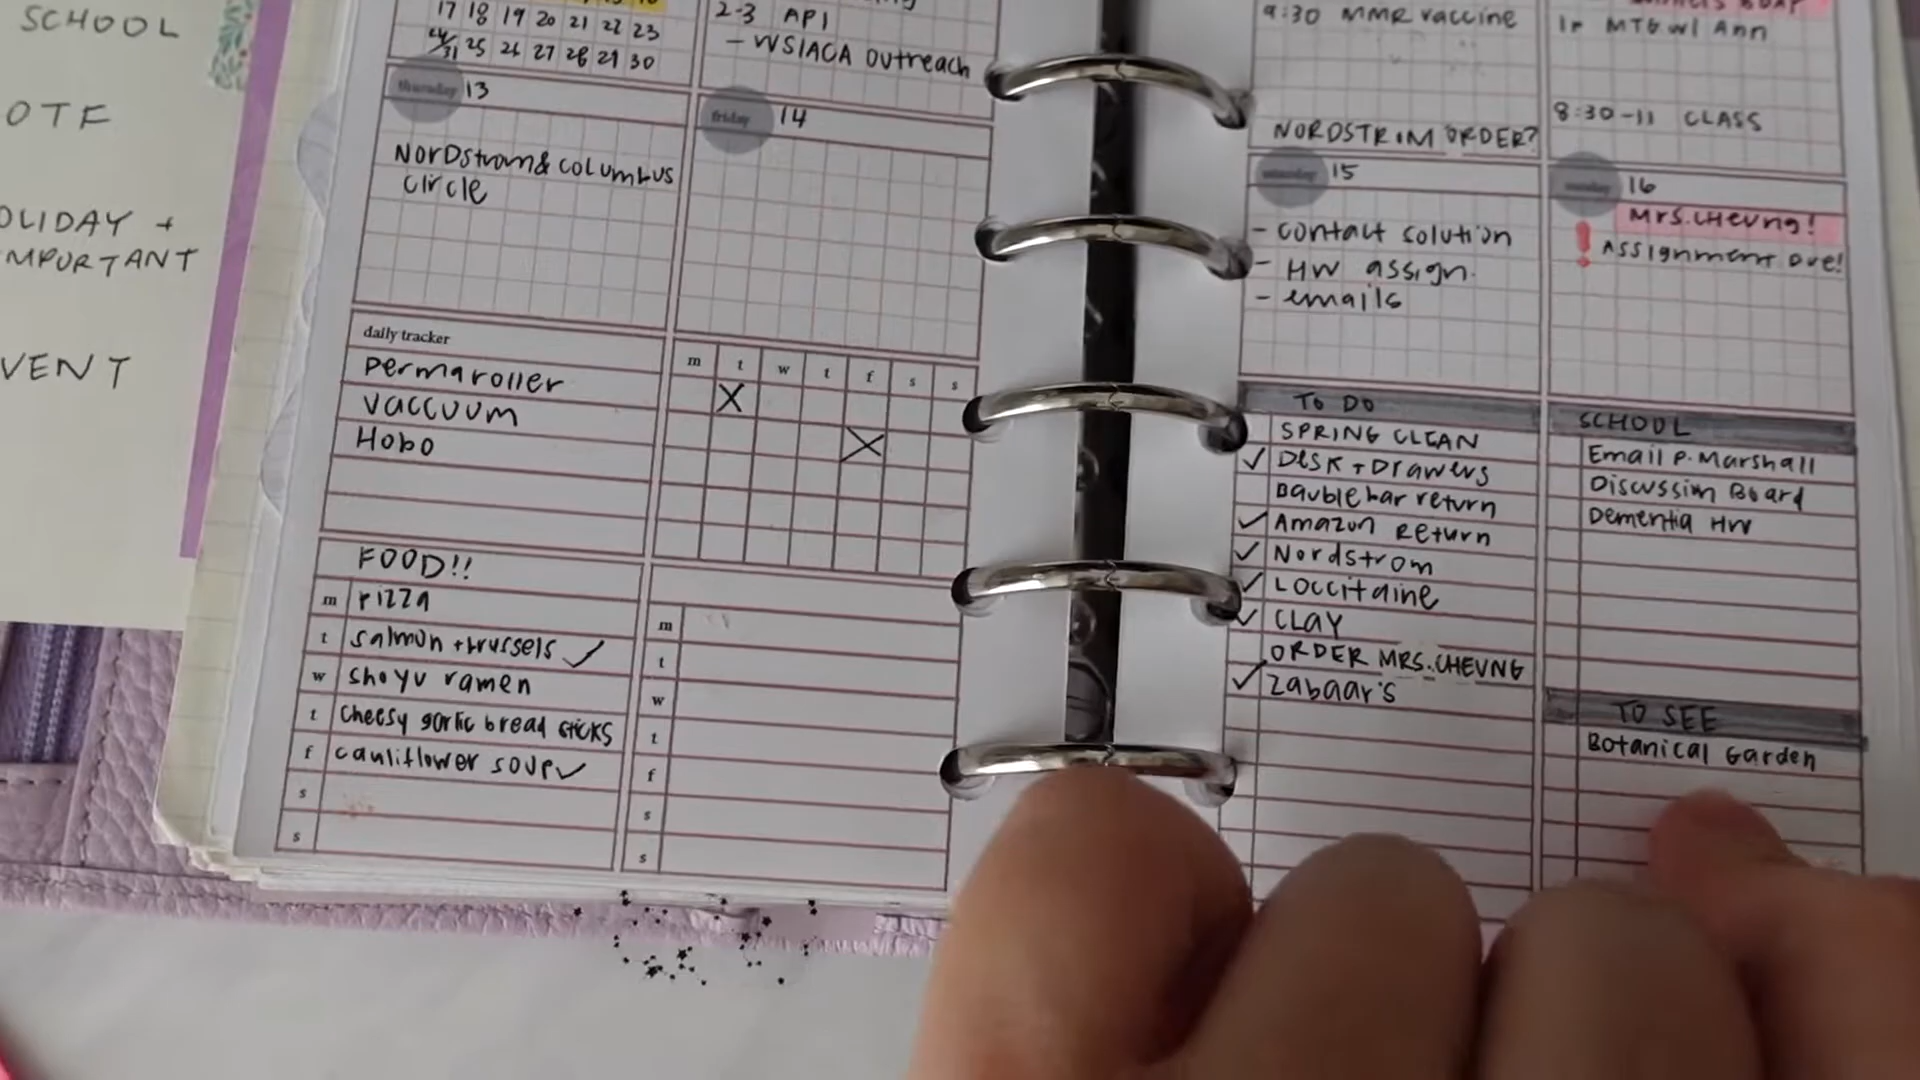 SCHOOL
OTF
OLIDAY +
MPORTANT
VENT
17 18 19 20 21 22 23
24/31 25 26 27 28 29 30
2-3 API
- WSIACA Outreach
thursday 13
Nordstrom & columbus
circle
friday 14
daily tracker
m t w t f s s
permaroller
vaccuum
Hobo
FOOD!!
m pizza
t salmon + brussels ✓
w shoyu ramen
t cheesy garlic bread sticks
f cauliflower soup ✓
s
s
m
t
w
t
f
s
s
9:30 MMR vaccine
NORDSTROM ORDER?
1P MTG w/ Ann
8:30-11 CLASS
15
- contact solution
- HW assign.
- emails
16
Mrs. Cheung!
! Assignment Due!
TO DO
SPRING CLEAN
✓ Desk + Drawers
Baublebar return
✓ Amazon Return
✓ Nordstrom
✓ Loccitaine
✓ CLAY
ORDER MRS. CHEUNG
✓ Zabaar's
SCHOOL
Email P. Marshall
Discussion Board
Dementia HW
TO SEE
Botanical Garden